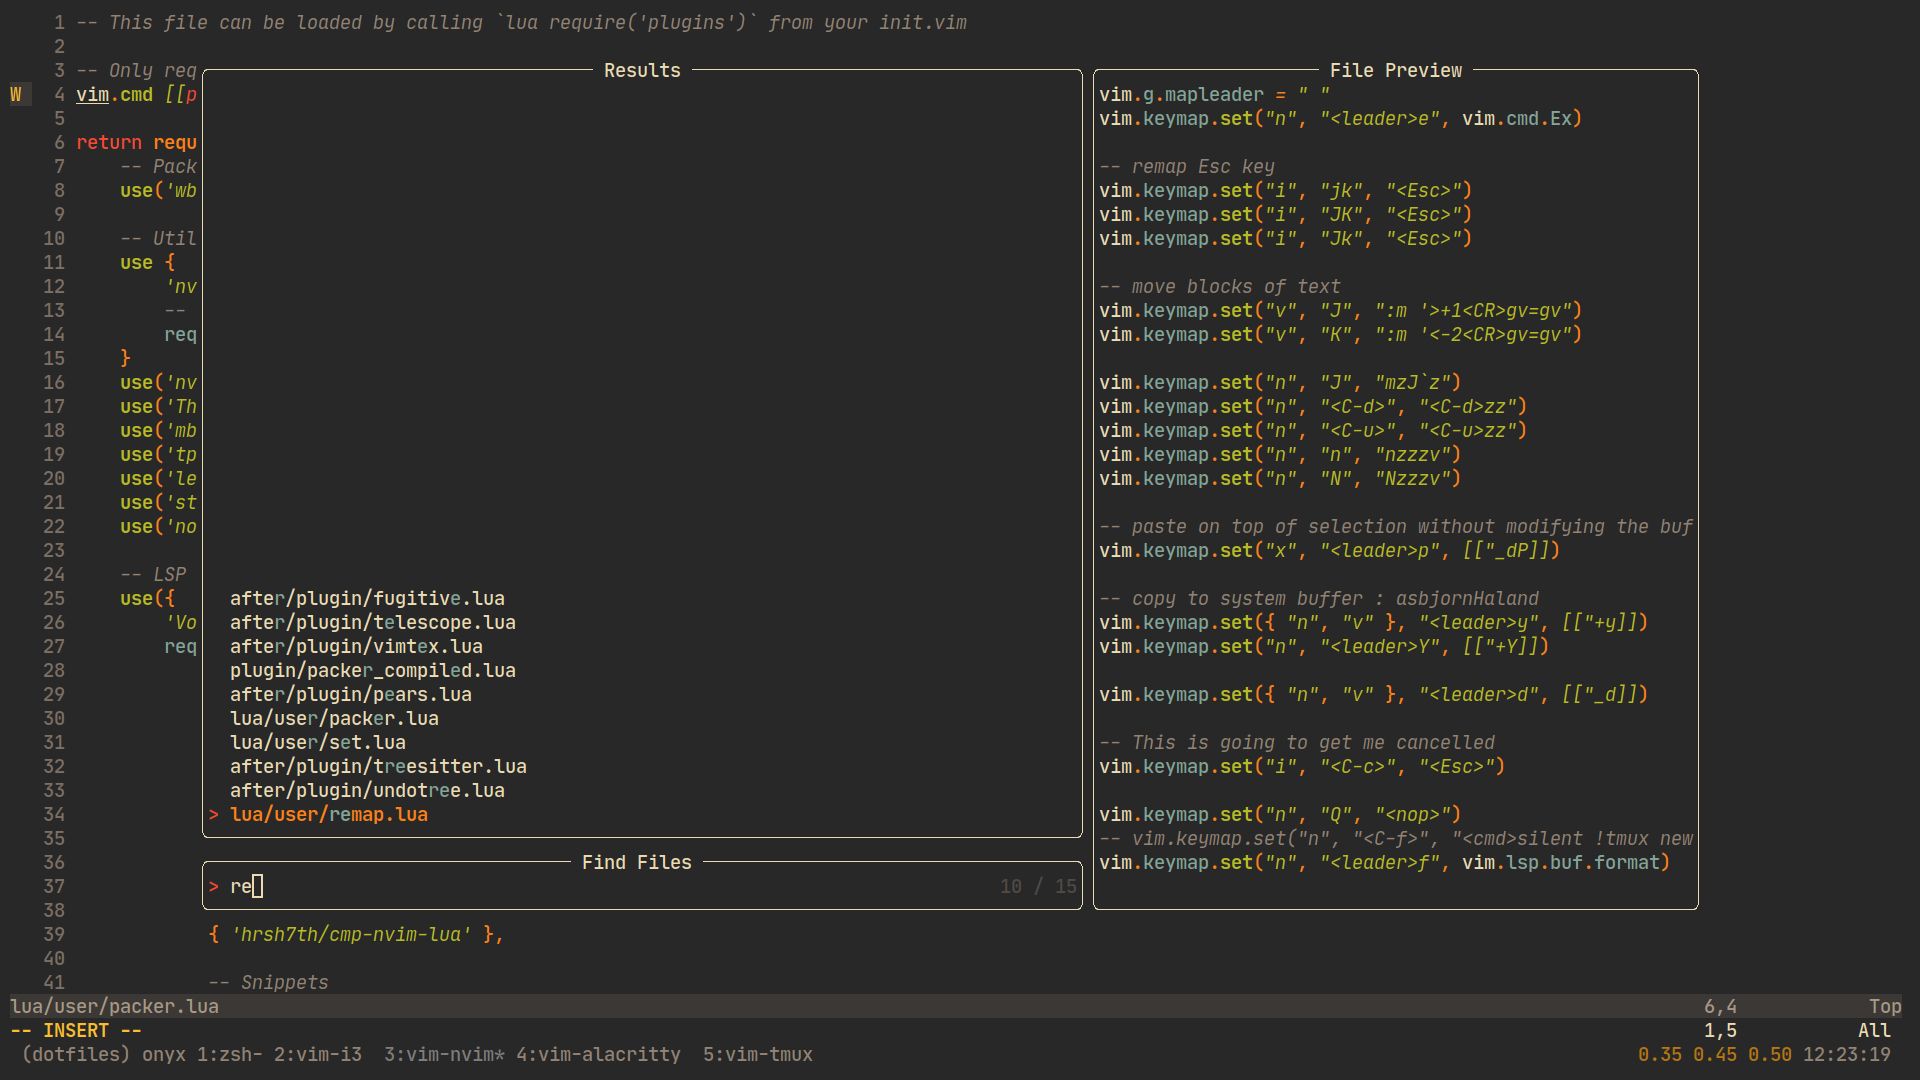 1 -- This file can be loaded by calling `lua require('plugins')` from your init.vim
2
3 -- Only req
W 4 vim.cmd [[p
5
6 return requ
7 -- Pack
8 use('wb
9
10 -- Util
11 use {
12 'nv
13 --
14 req
15 }
16 use('nv
17 use('Th
18 use('mb
19 use('tp
20 use('le
21 use('st
22 use('no
23
24 -- LSP
25 use({
26 'Vo
27 req
28
29
30
31
32
33
34
35
36
37
38
39 { 'hrsh7th/cmp-nvim-lua' },
40
41 -- Snippets
Results
after/plugin/fugitive.lua
after/plugin/telescope.lua
after/plugin/vimtex.lua
plugin/packer_compiled.lua
after/plugin/pears.lua
lua/user/packer.lua
lua/user/set.lua
after/plugin/treesitter.lua
after/plugin/undotree.lua
> lua/user/remap.lua
Find Files
> re 10 / 15
File Preview
vim.g.mapleader = " "
vim.keymap.set("n", "<leader>e", vim.cmd.Ex)
-- remap Esc key
vim.keymap.set("i", "jk", "<Esc>")
vim.keymap.set("i", "JK", "<Esc>")
vim.keymap.set("i", "Jk", "<Esc>")
-- move blocks of text
vim.keymap.set("v", "J", ":m '>+1<CR>gv=gv")
vim.keymap.set("v", "K", ":m '<-2<CR>gv=gv")
vim.keymap.set("n", "J", "mzJ`z")
vim.keymap.set("n", "<C-d>", "<C-d>zz")
vim.keymap.set("n", "<C-u>", "<C-u>zz")
vim.keymap.set("n", "n", "nzzzv")
vim.keymap.set("n", "N", "Nzzzv")
-- paste on top of selection without modifying the buf
vim.keymap.set("x", "<leader>p", [["_dP]])
-- copy to system buffer : asbjornHaland
vim.keymap.set({ "n", "v" }, "<leader>y", [["+y]])
vim.keymap.set("n", "<leader>Y", [["+Y]])
vim.keymap.set({ "n", "v" }, "<leader>d", [["_d]])
-- This is going to get me cancelled
vim.keymap.set("i", "<C-c>", "<Esc>")
vim.keymap.set("n", "Q", "<nop>")
-- vim.keymap.set("n", "<C-f>", "<cmd>silent !tmux new
vim.keymap.set("n", "<leader>f", vim.lsp.buf.format)
lua/user/packer.lua 6,4 Top
-- INSERT -- 1,5 All
(dotfiles) onyx 1:zsh- 2:vim-i3 3:vim-nvim* 4:vim-alacritty 5:vim-tmux 0.35 0.45 0.50 12:23:19